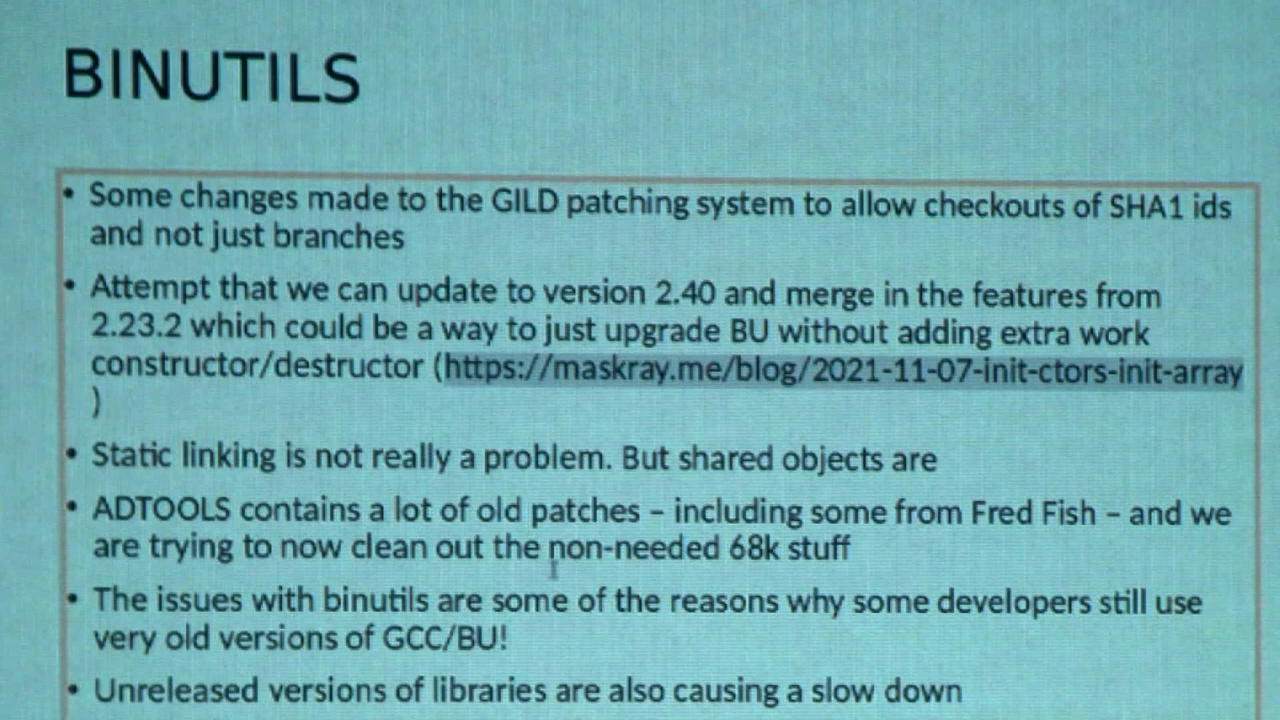 BINUTILS
• Some changes made to the GILD patching system to allow checkouts of SHA1 ids
and not just branches
• Attempt that we can update to version 2.40 and merge in the features from
2.23.2 which could be a way to just upgrade BU without adding extra work
constructor/destructor (https://maskray.me/blog/2021-11-07-init-ctors-init-array
)
• Static linking is not really a problem. But shared objects are
• ADTOOLS contains a lot of old patches – including some from Fred Fish – and we
are trying to now clean out the non-needed 68k stuff
• The issues with binutils are some of the reasons why some developers still use
very old versions of GCC/BU!
• Unreleased versions of libraries are also causing a slow down